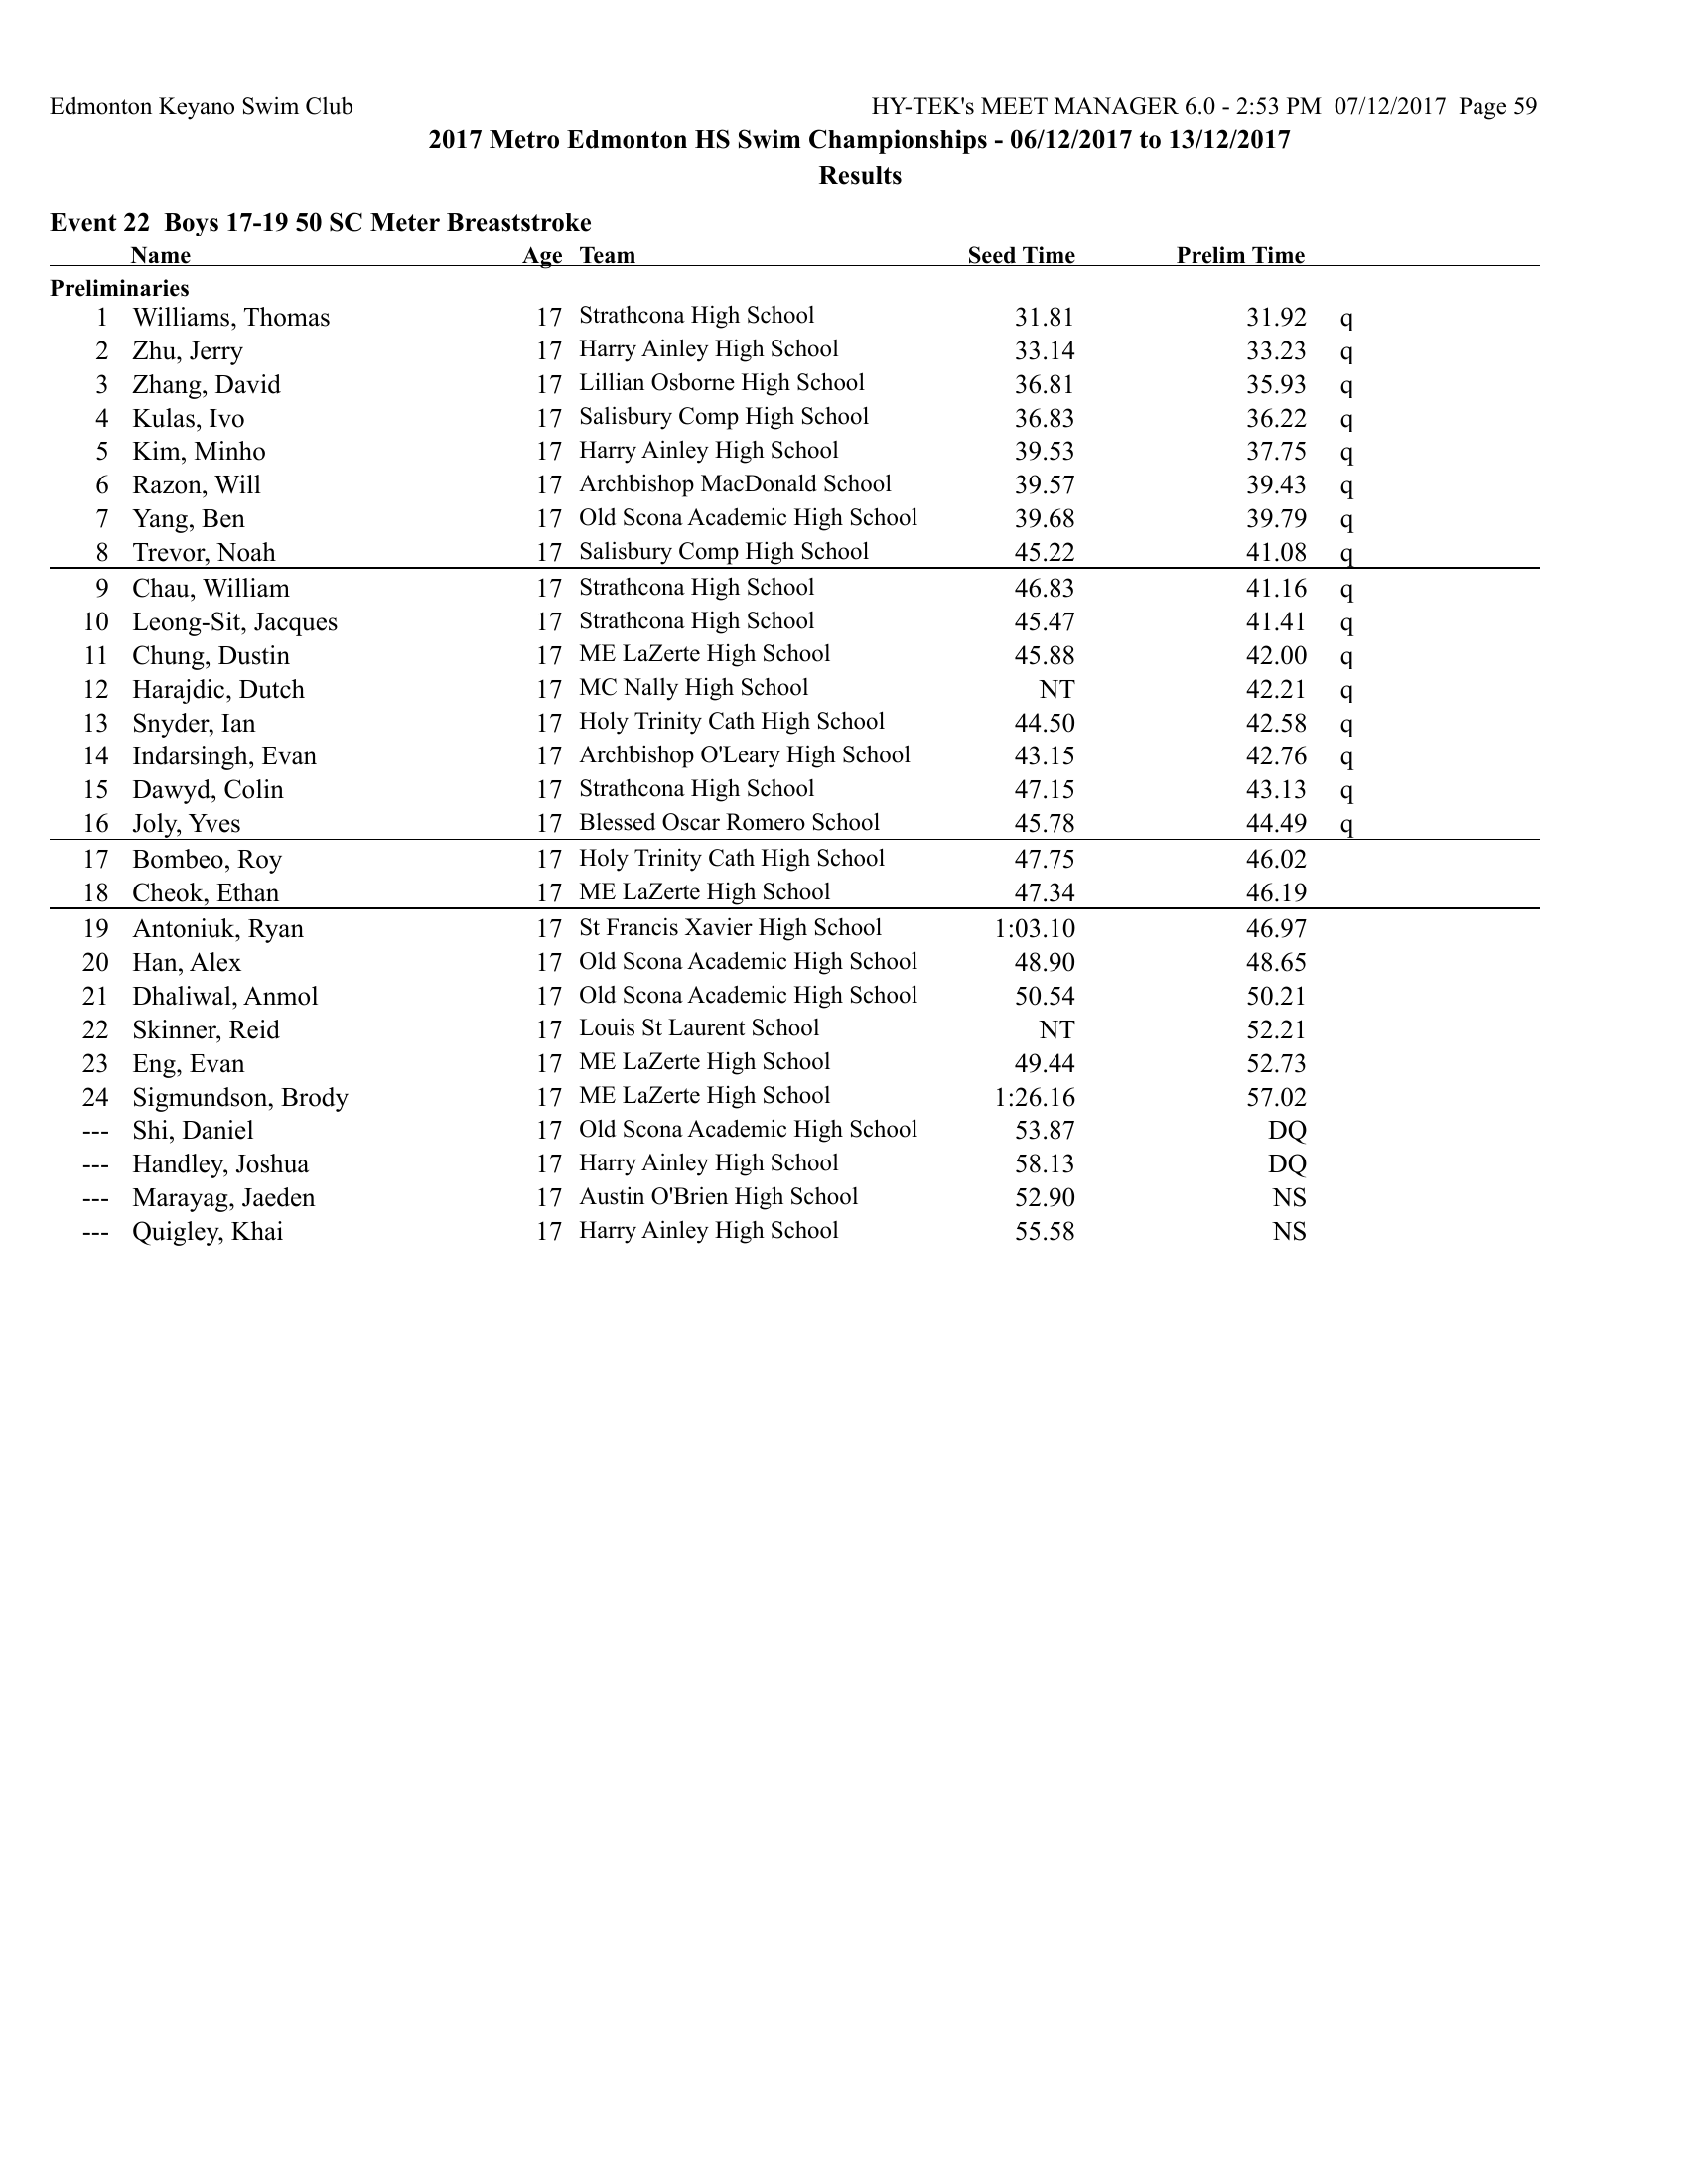 Edmonton Keyano Swim Club HY-TEK's MEET MANAGER 6.0 - 2:53 PM 07/12/2017 Page 59
2017 Metro Edmonton HS Swim Championships - 06/12/2017 to 13/12/2017
Results
Event 22 Boys 17-19 50 SC Meter Breaststroke
Name Age Team Seed Time Prelim Time
Preliminaries
1 Williams, Thomas 17 Strathcona High School 31.81 31.92 q
2 Zhu, Jerry 17 Harry Ainley High School 33.14 33.23 q
3 Zhang, David 17 Lillian Osborne High School 36.81 35.93 q
4 Kulas, Ivo 17 Salisbury Comp High School 36.83 36.22 q
5 Kim, Minho 17 Harry Ainley High School 39.53 37.75 q
6 Razon, Will 17 Archbishop MacDonald School 39.57 39.43 q
7 Yang, Ben 17 Old Scona Academic High School 39.68 39.79 q
8 Trevor, Noah 17 Salisbury Comp High School 45.22 41.08 q
9 Chau, William 17 Strathcona High School 46.83 41.16 q
10 Leong-Sit, Jacques 17 Strathcona High School 45.47 41.41 q
11 Chung, Dustin 17 ME LaZerte High School 45.88 42.00 q
12 Harajdic, Dutch 17 MC Nally High School NT 42.21 q
13 Snyder, Ian 17 Holy Trinity Cath High School 44.50 42.58 q
14 Indarsingh, Evan 17 Archbishop O'Leary High School 43.15 42.76 q
15 Dawyd, Colin 17 Strathcona High School 47.15 43.13 q
16 Joly, Yves 17 Blessed Oscar Romero School 45.78 44.49 q
17 Bombeo, Roy 17 Holy Trinity Cath High School 47.75 46.02
18 Cheok, Ethan 17 ME LaZerte High School 47.34 46.19
19 Antoniuk, Ryan 17 St Francis Xavier High School 1:03.10 46.97
20 Han, Alex 17 Old Scona Academic High School 48.90 48.65
21 Dhaliwal, Anmol 17 Old Scona Academic High School 50.54 50.21
22 Skinner, Reid 17 Louis St Laurent School NT 52.21
23 Eng, Evan 17 ME LaZerte High School 49.44 52.73
24 Sigmundson, Brody 17 ME LaZerte High School 1:26.16 57.02
--- Shi, Daniel 17 Old Scona Academic High School 53.87 DQ
--- Handley, Joshua 17 Harry Ainley High School 58.13 DQ
--- Marayag, Jaeden 17 Austin O'Brien High School 52.90 NS
--- Quigley, Khai 17 Harry Ainley High School 55.58 NS